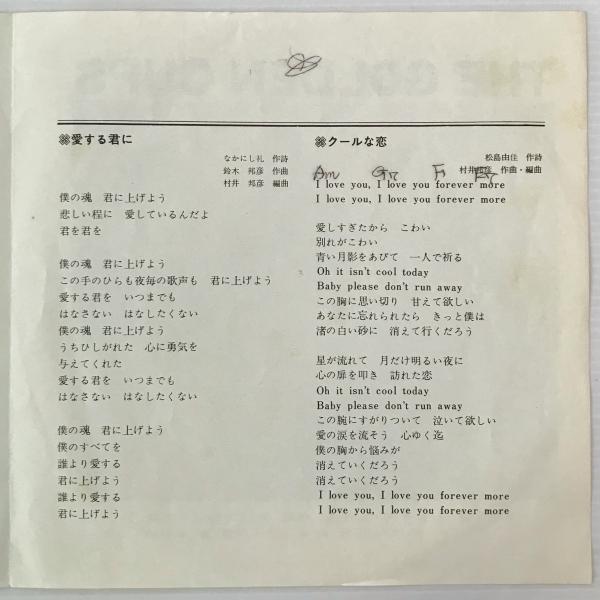 ※愛する君に
なかにし礼 作詩
鈴木 邦彦 作曲
村井 邦彦 編曲
僕の魂 君に上げよう
悲しい程に 愛しているんだよ
君を君を
僕の魂 君に上げよう
この手のひらも夜毎の歌声も 君に上げよう
愛する君を いつまでも
はなさない はなしたくない
僕の魂 君に上げよう
うちひしがれた 心に勇気を
与えてくれた
愛する君を いつまでも
はなさない はなしたくない
僕の魂 君に上げよう
僕のすべてを
誰より愛する
君に上げよう
誰より愛する
君に上げよう
※クールな恋
松島由佳 作詩
村井邦彦 作曲・編曲
Am
I love you, I love you forever more
I love you, I love you forever more
愛しすぎたから こわい
別れがこわい
青い月影をあびて 一人で祈る
Oh it isn't cool today
Baby please don't run away
この胸に思い切り 甘えて欲しい
あなたに忘れられたら きっと僕は
渚の白い砂に 消えて行くだろう
星が流れて 月だけ明るい夜に
心の扉を叩き 訪れた恋
Oh it isn't cool today
Baby please don't run away
この腕にすがりついて 泣いて欲しい
愛の涙を流そう 心ゆく迄
僕の胸から悩みが
消えていくだろう
消えていくだろう
I love you, I love you forever more
I love you, I love you forever more